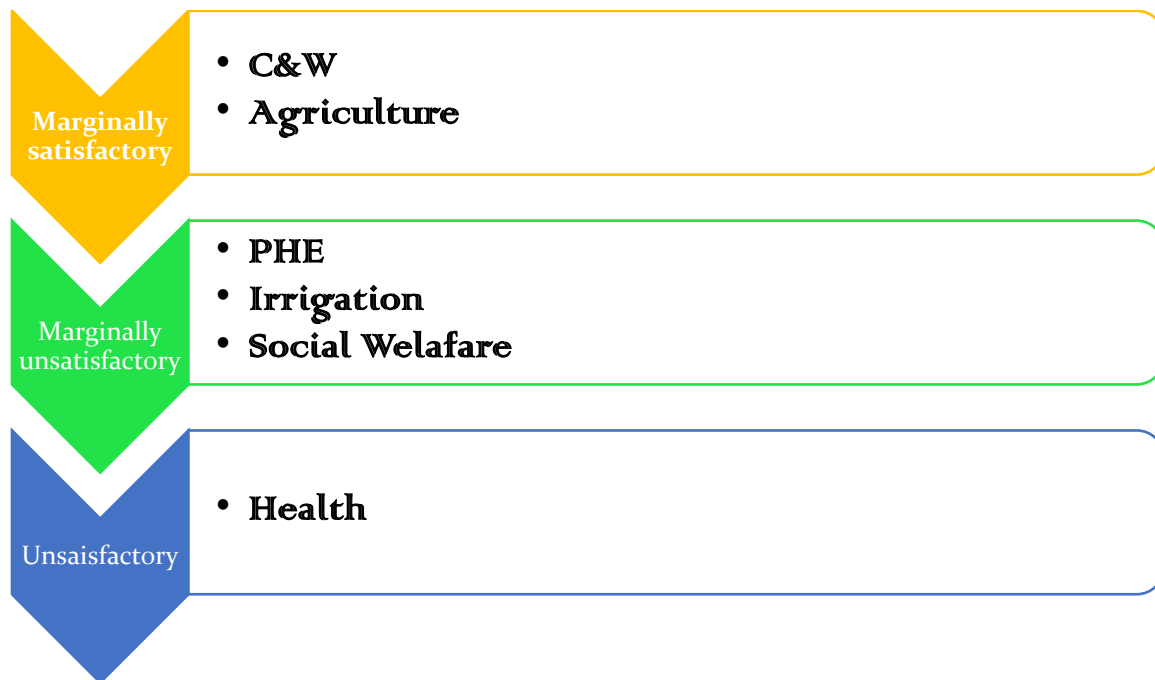 Marginally
satisfactory
• C&W
• Agriculture
Marginally
unsatisfactory
• PHE
• Irrigation
• Social Welafare
Unsaisfactory
• Health